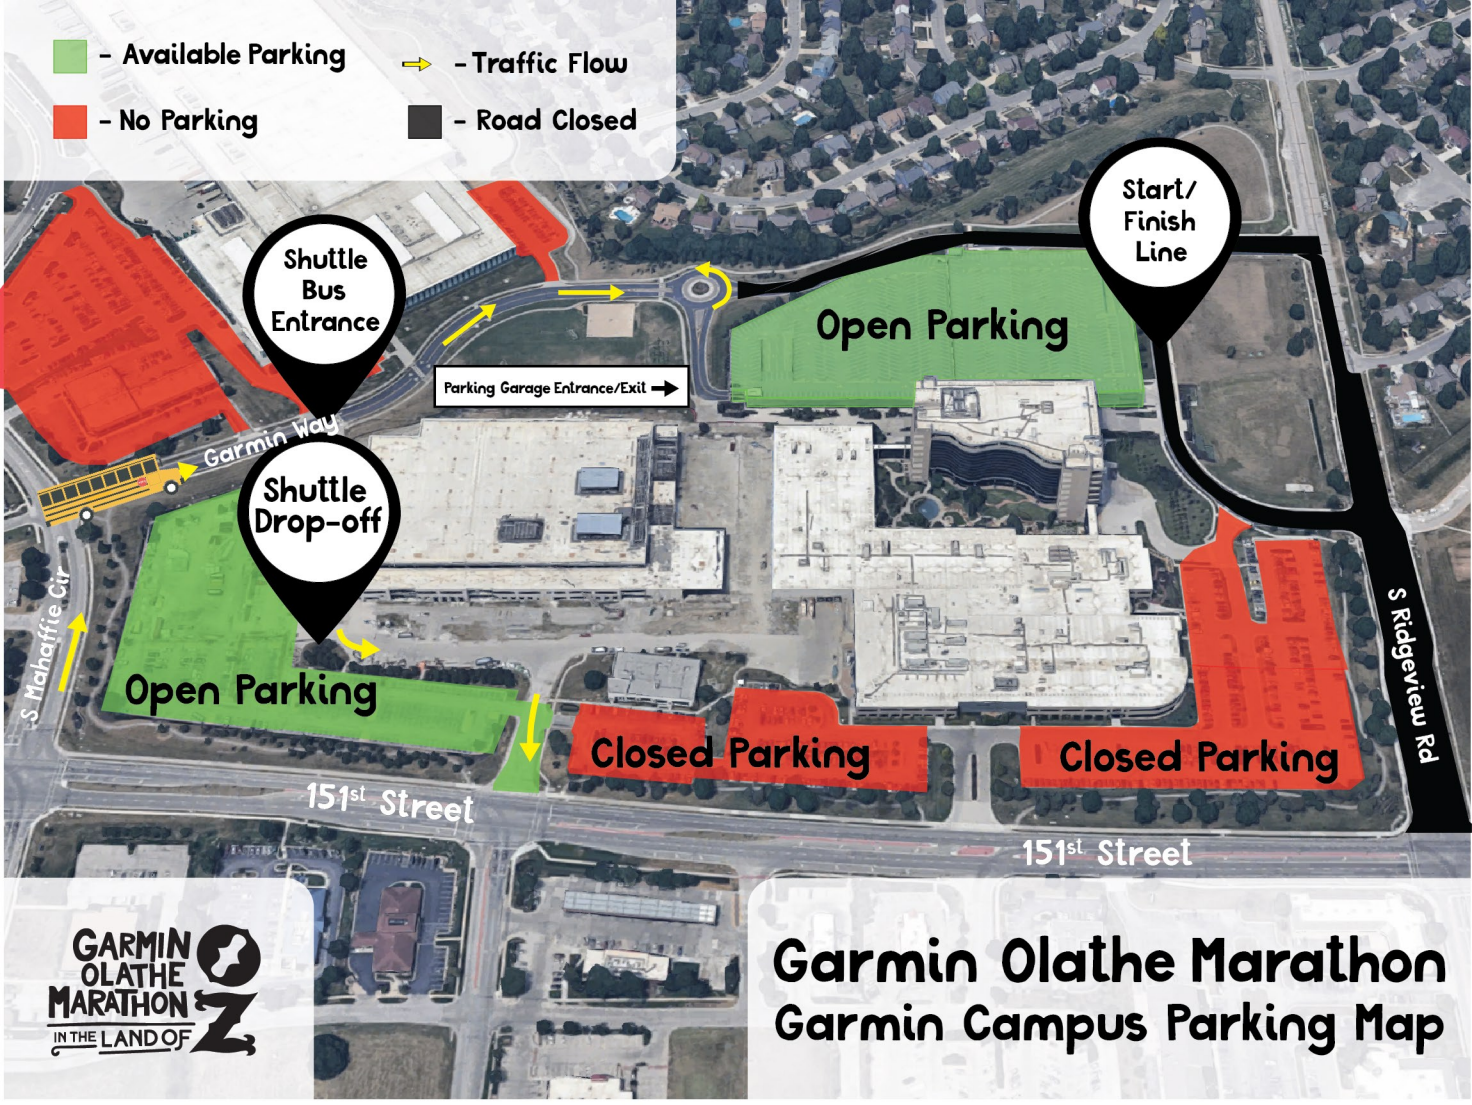 - Available Parking
- Traffic Flow
- No Parking
- Road Closed
Start/
Finish
Line
Shuttle
Bus
Entrance
Open Parking
Parking Garage Entrance/Exit
Garmin Way
Shuttle
Drop-off
S Mahaffie Cir
S Ridgeview Rd
Open Parking
Closed Parking
Closed Parking
151st Street
151st Street
GARMIN
OLATHE
MARATHON
IN THE LAND OF
OZ
Garmin Olathe Marathon
Garmin Campus Parking Map